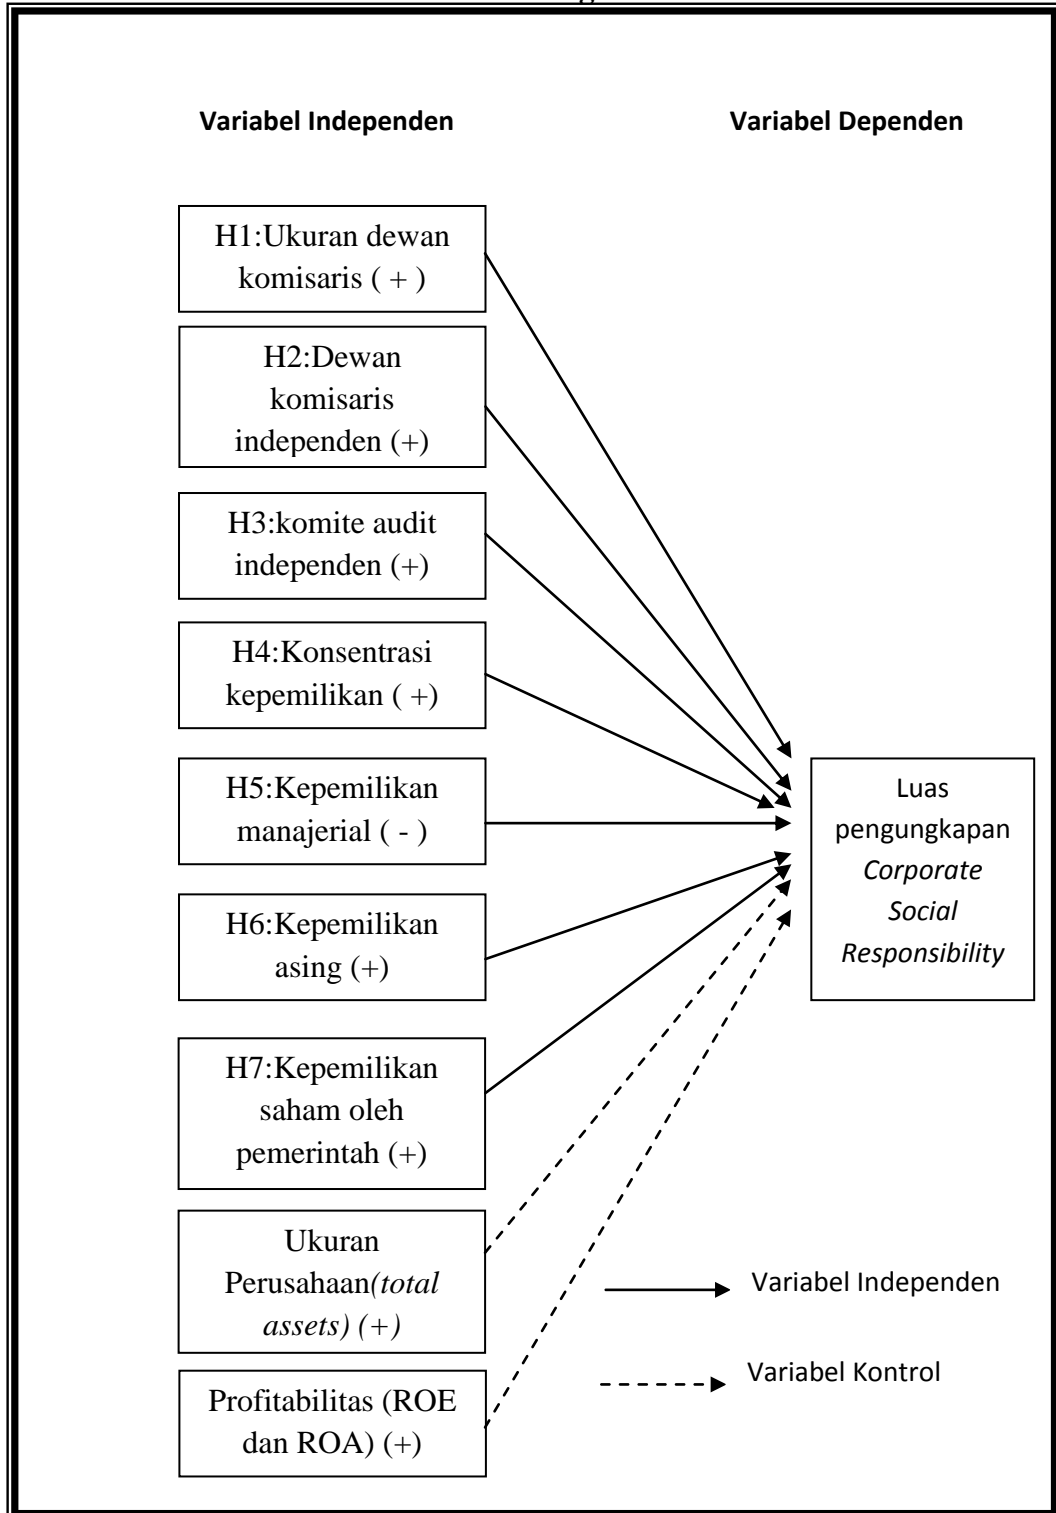 Variabel Independen
Variabel Dependen
H1:Ukuran dewan
komisaris ( + )
H2:Dewan
komisaris
independen (+)
H3:komite audit
independen (+)
H4:Konsentrasi
kepemilikan ( +)
H5:Kepemilikan
manajerial ( - )
H6:Kepemilikan
asing (+)
H7:Kepemilikan
saham oleh
pemerintah (+)
Ukuran
Perusahaan(total
assets) (+)
Profitabilitas (ROE
dan ROA) (+)
Luas
pengungkapan
Corporate
Social
Responsibility
Variabel Independen
Variabel Kontrol